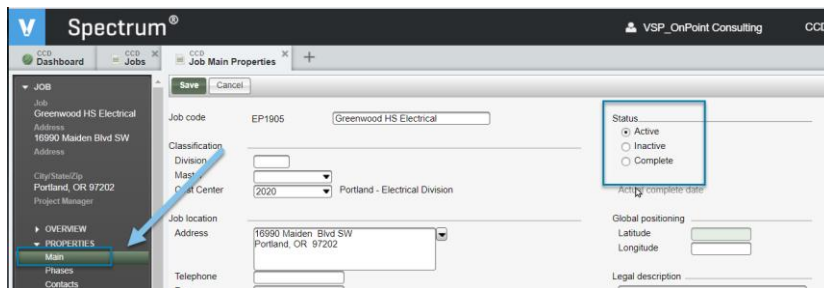 Spectrum®
VSP_OnPoint Consulting CCD
CCD Dashboard
CCD Jobs
CCD Job Main Properties
JOB
Job
Greenwood HS Electrical
Address
16990 Maiden Blvd SW
Address
City/State/Zip
Portland, OR 97202
Project Manager
OVERVIEW
PROPERTIES
Main
Phases
Contacts
Save Cancel
Job code EP1905 Greenwood HS Electrical
Classification
Division
Cost Center 2020 Portland - Electrical Division
Job location
Address 16990 Maiden Blvd SW
Portland, OR 97202
Telephone
Status
Active
Inactive
Complete
Actual complete date
Global positioning
Latitude
Longitude
Legal description